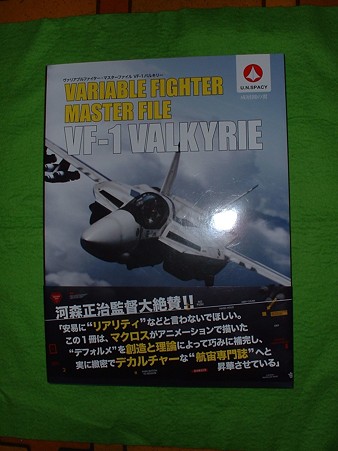 ヴァリアブルファイター・マスターファイル VF-1バルキリー
VARIABLE FIGHTER
MASTER FILE
VF-1 VALKYRIE
U.N.SPACY
河森正治監督大絶賛!!
「安易に“リアリティ”などと言わないでほしい。
この1冊は、マクロスがアニメーションで描いた
“デフォルメ”を創造と理論によって巧みに補完し、
実に緻密でデカルチャーな“航宙専門誌”へと
昇華させている」